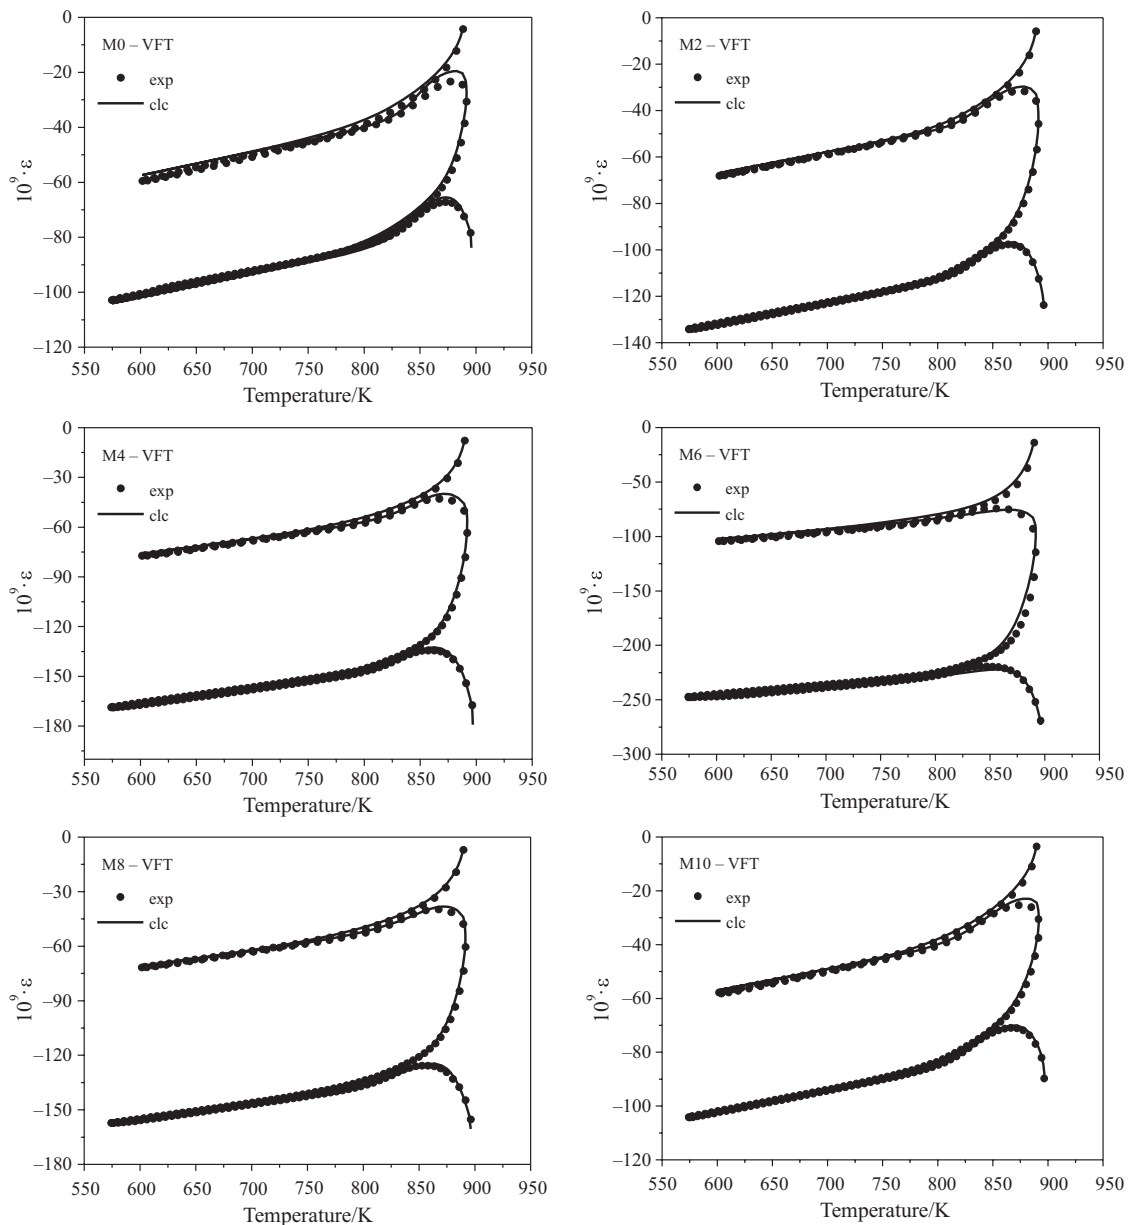 M0 – VFT
exp
clc
0
–20
–40
–60
–80
–100
–120
10⁹·ε
550 600 650 700 750 800 850 900 950
Temperature/K
M2 – VFT
exp
clc
0
–20
–40
–60
–80
–100
–120
–140
10⁹·ε
550 600 650 700 750 800 850 900 950
Temperature/K
M4 – VFT
exp
clc
0
–30
–60
–90
–120
–150
–180
10⁹·ε
550 600 650 700 750 800 850 900 950
Temperature/K
M6 – VFT
exp
clc
0
–50
–100
–150
–200
–250
–300
10⁹·ε
550 600 650 700 750 800 850 900 950
Temperature/K
M8 – VFT
exp
clc
0
–30
–60
–90
–120
–150
–180
10⁹·ε
550 600 650 700 750 800 850 900 950
Temperature/K
M10 – VFT
exp
clc
0
–20
–40
–60
–80
–100
–120
10⁹·ε
550 600 650 700 750 800 850 900 950
Temperature/K